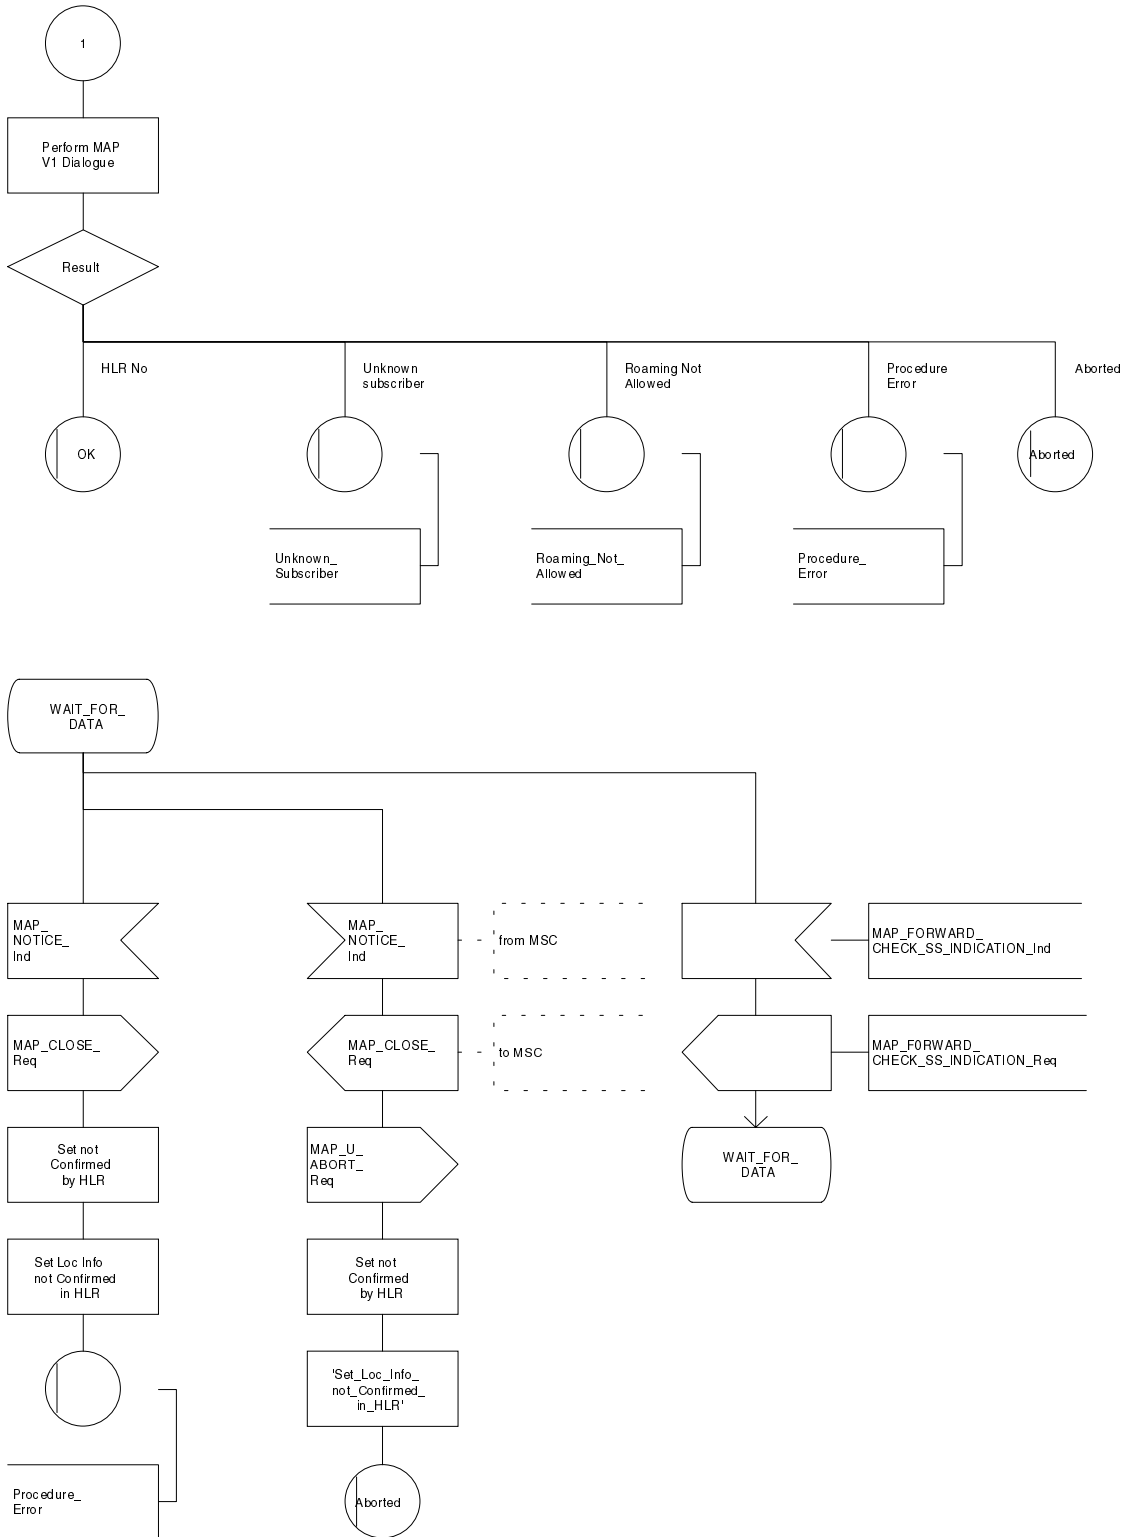 1
Perform MAP
V1 Dialogue
Result
HLR No
Unknown
subscriber
Roaming Not
Allowed
Procedure
Error
Aborted
OK
Aborted
Unknown_
Subscriber
Roaming_Not_
Allowed
Procedure_
Error
WAIT_FOR_
DATA
MAP_
NOTICE_
Ind
MAP_
NOTICE_
Ind
from MSC
MAP_FORWARD_
CHECK_SS_INDICATION_Ind
MAP_CLOSE_
Req
MAP_CLOSE_
Req
to MSC
MAP_F0RWARD_
CHECK_SS_INDICATION_Req
Set not
Confirmed
by HLR
MAP_U_
ABORT_
Req
WAIT_FOR_
DATA
Set Loc Info
not Confirmed
in HLR
Set not
Confirmed
by HLR
'Set_Loc_Info_
not_Confirmed_
in_HLR'
Procedure_
Error
Aborted